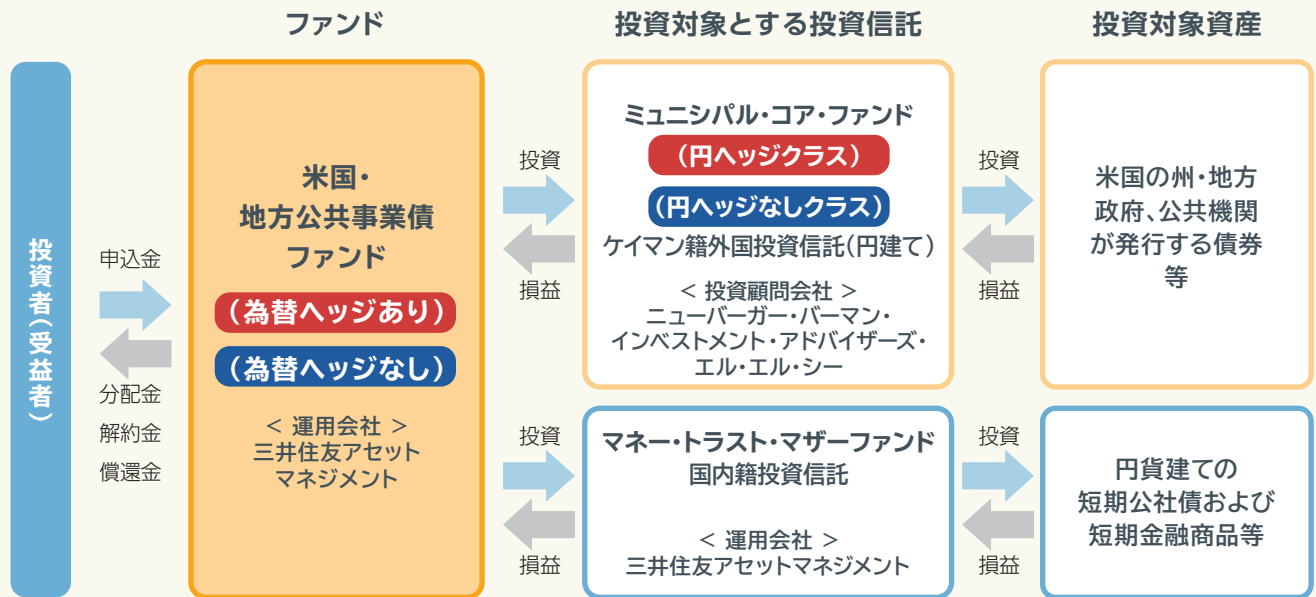 ファンド
投資対象とする投資信託
投資対象資産
投資者(受益者)
申込金
分配金
解約金
償還金
米国・
地方公共事業債
ファンド
(為替ヘッジあり)
(為替ヘッジなし)
< 運用会社 >
三井住友アセット
マネジメント
投資
損益
ミュニシパル・コア・ファンド
(円ヘッジクラス)
(円ヘッジなしクラス)
ケイマン籍外国投資信託(円建て)
< 投資顧問会社 >
ニューバーガー・バーマン・
インベストメント・アドバイザーズ・
エル・エル・シー
投資
損益
米国の州・地方
政府、公共機関
が発行する債券
等
投資
損益
マネー・トラスト・マザーファンド
国内籍投資信託
< 運用会社 >
三井住友アセットマネジメント
投資
損益
円貨建ての
短期公社債および
短期金融商品等